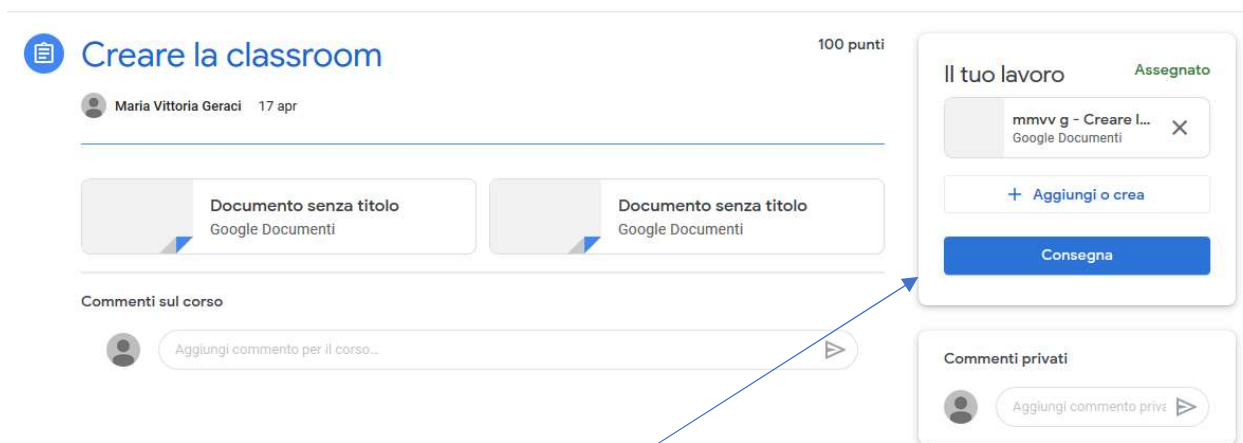 Creare la classroom
100 punti
Maria Vittoria Geraci 17 apr
Documento senza titolo
Google Documenti
Documento senza titolo
Google Documenti
Commenti sul corso
Aggiungi commento per il corso...
Il tuo lavoro
Assegnato
mmvv g - Creare l...
Google Documenti
+ Aggiungi o crea
Consegna
Commenti privati
Aggiungi commento priva